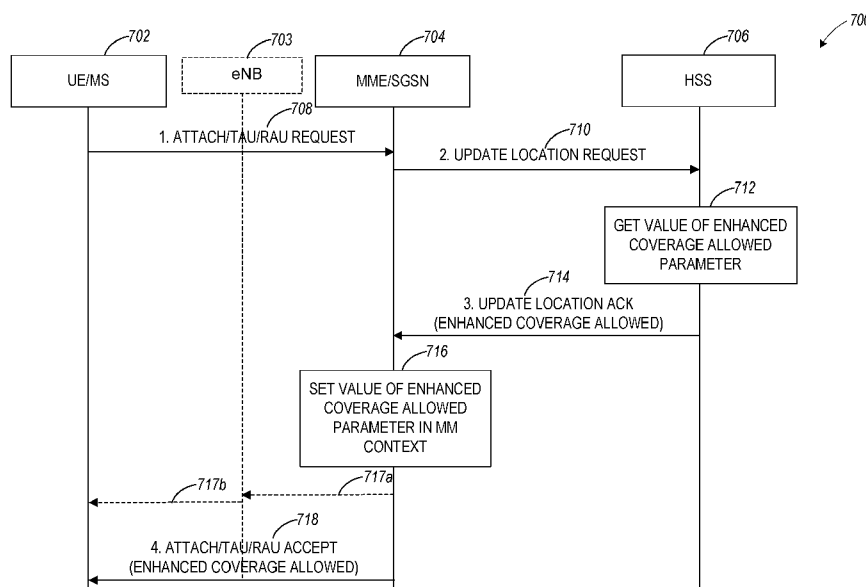 700
702
703
704
706
UE/MS
eNB
MME/SGSN
HSS
708
1. ATTACH/TAU/RAU REQUEST
710
2. UPDATE LOCATION REQUEST
712
GET VALUE OF ENHANCED
COVERAGE ALLOWED
PARAMETER
714
3. UPDATE LOCATION ACK
(ENHANCED COVERAGE ALLOWED)
716
SET VALUE OF ENHANCED
COVERAGE ALLOWED
PARAMETER IN MM
CONTEXT
717a
717b
718
4. ATTACH/TAU/RAU ACCEPT
(ENHANCED COVERAGE ALLOWED)